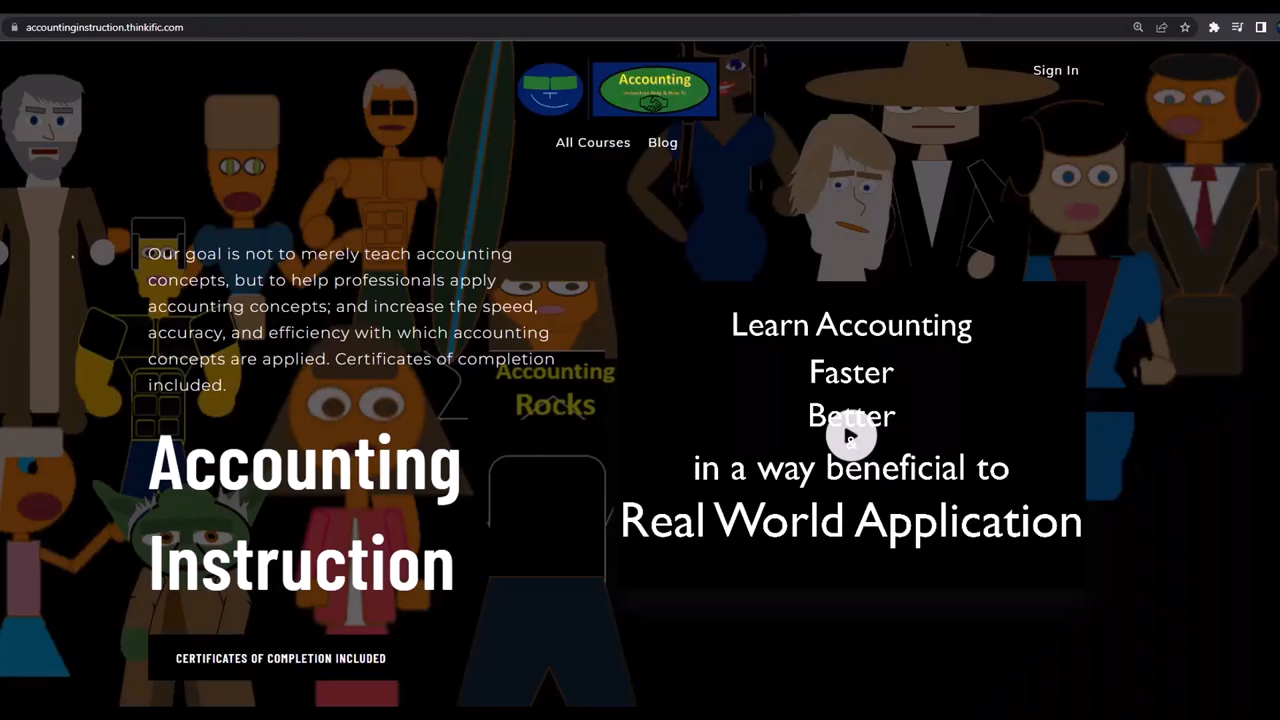 accountinginstruction.thinkific.com
Accounting
Sign In
All Courses Blog
Our goal is not to merely teach accounting
concepts, but to help professionals apply
accounting concepts; and increase the speed,
accuracy, and efficiency with which accounting
concepts are applied. Certificates of completion
included.
Accounting
Rocks
Accounting
Instruction
CERTIFICATES OF COMPLETION INCLUDED
Learn Accounting
Faster
Better
&
in a way beneficial to
Real World Application